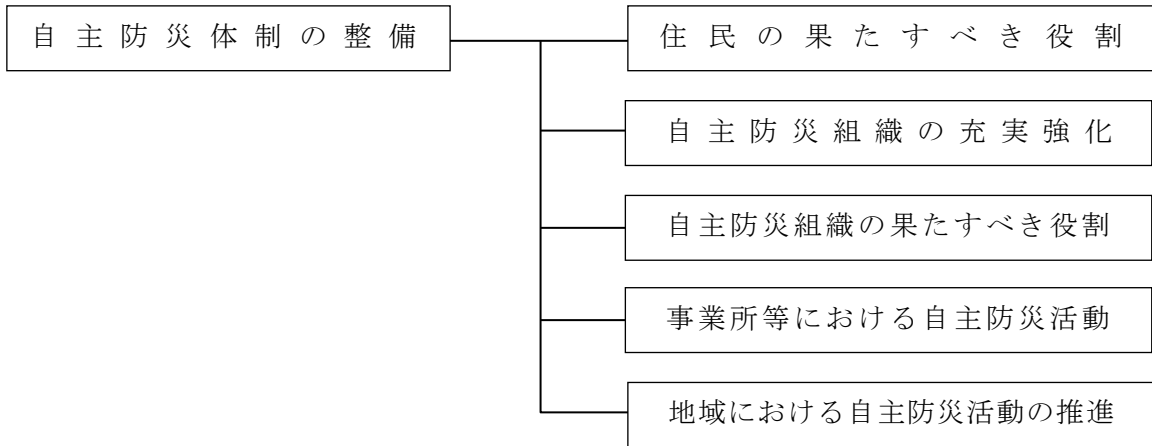 自主防災体制の整備
住民の果たすべき役割
自主防災組織の充実強化
自主防災組織の果たすべき役割
事業所等における自主防災活動
地域における自主防災活動の推進